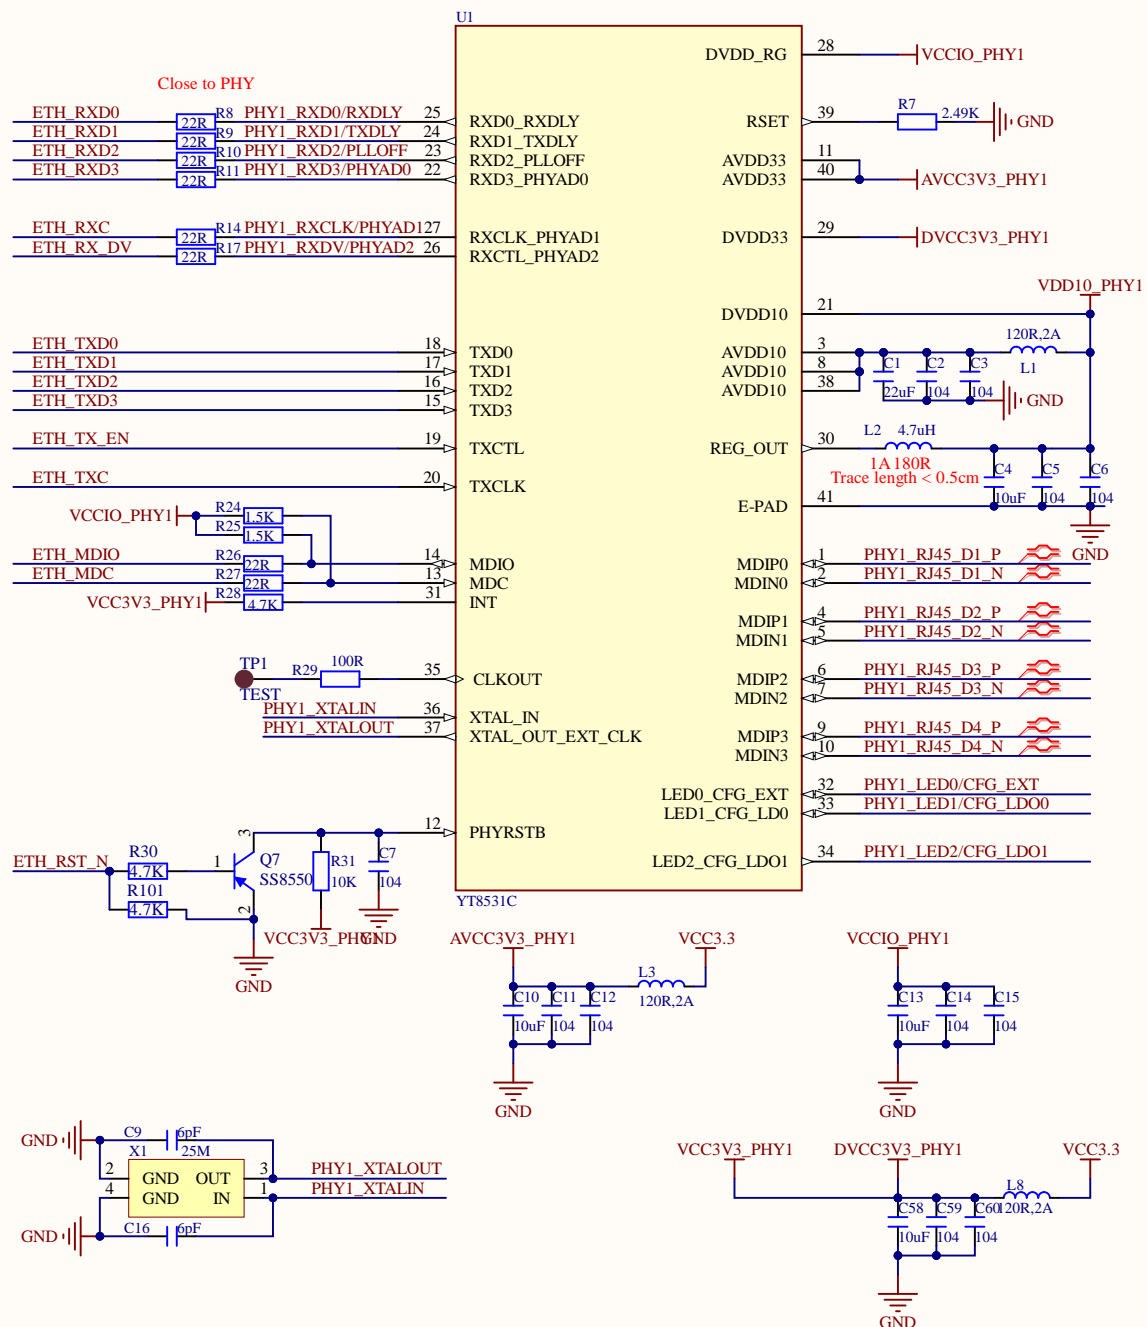 U1
Close to PHY
ETH_RXD0 22R R8 PHY1_RXD0/RXDLY 25 RXD0_RXDLY
ETH_RXD1 22R R9 PHY1_RXD1/TXDLY 24 RXD1_TXDLY
ETH_RXD2 22R R10 PHY1_RXD2/PLLOFF 23 RXD2_PLLOFF
ETH_RXD3 22R R11 PHY1_RXD3/PHYAD0 22 RXD3_PHYAD0
ETH_RXC 22R R14 PHY1_RXCLK/PHYAD1 27 RXCLK_PHYAD1
ETH_RX_DV 22R R17 PHY1_RXDV/PHYAD2 26 RXCTL_PHYAD2
ETH_TXD0 18 TXD0
ETH_TXD1 17 TXD1
ETH_TXD2 16 TXD2
ETH_TXD3 15 TXD3
ETH_TX_EN 19 TXCTL
ETH_TXC 20 TXCLK
VCCIO_PHY1 R24 1.5K
R25 1.5K
ETH_MDIO R26 22R 14 MDIO
ETH_MDC R27 22R 13 MDC
VCC3V3_PHY1 R28 4.7K 31 INT
TP1 TEST R29 100R 35 CLKOUT
PHY1_XTALIN 36 XTAL_IN
PHY1_XTALOUT 37 XTAL_OUT_EXT_CLK
12 PHYRSTB
ETH_RST_N R30 4.7K 1 3 2 Q7 SS8550 R31 10K C7 104
R101 4.7K
VCC3V3_PHY1 GND
GND
YT8531C
DVDD_RG 28 VCCIO_PHY1
RSET 39 R7 2.49K GND
AVDD33 11
AVDD33 40 AVCC3V3_PHY1
DVDD33 29 DVCC3V3_PHY1
VDD10_PHY1
DVDD10 21
AVDD10 3 120R,2A L1
AVDD10 8 C1 C2 C3
AVDD10 38 22uF 104 104 GND
REG_OUT 30 L2 4.7uH
1A 180R
Trace length < 0.5cm
C4 C5 C6
10uF 104 104
E-PAD 41
GND
MDIP0 1 PHY1_RJ45_D1_P
MDIN0 2 PHY1_RJ45_D1_N
MDIP1 4 PHY1_RJ45_D2_P
MDIN1 5 PHY1_RJ45_D2_N
MDIP2 6 PHY1_RJ45_D3_P
MDIN2 7 PHY1_RJ45_D3_N
MDIP3 9 PHY1_RJ45_D4_P
MDIN3 10 PHY1_RJ45_D4_N
LED0_CFG_EXT 32 PHY1_LED0/CFG_EXT
LED1_CFG_LD0 33 PHY1_LED1/CFG_LDO0
LED2_CFG_LDO1 34 PHY1_LED2/CFG_LDO1
AVCC3V3_PHY1 VCC3.3
C10 C11 C12 L3
10uF 104 104 120R,2A
GND
VCCIO_PHY1
C13 C14 C15
10uF 104 104
GND
GND C9 6pF
X1 25M
2 GND OUT 3 PHY1_XTALOUT
4 GND IN 1 PHY1_XTALIN
GND C16 6pF
VCC3V3_PHY1 DVCC3V3_PHY1 VCC3.3
L8
C58 C59 C60 120R,2A
10uF 104 104
GND